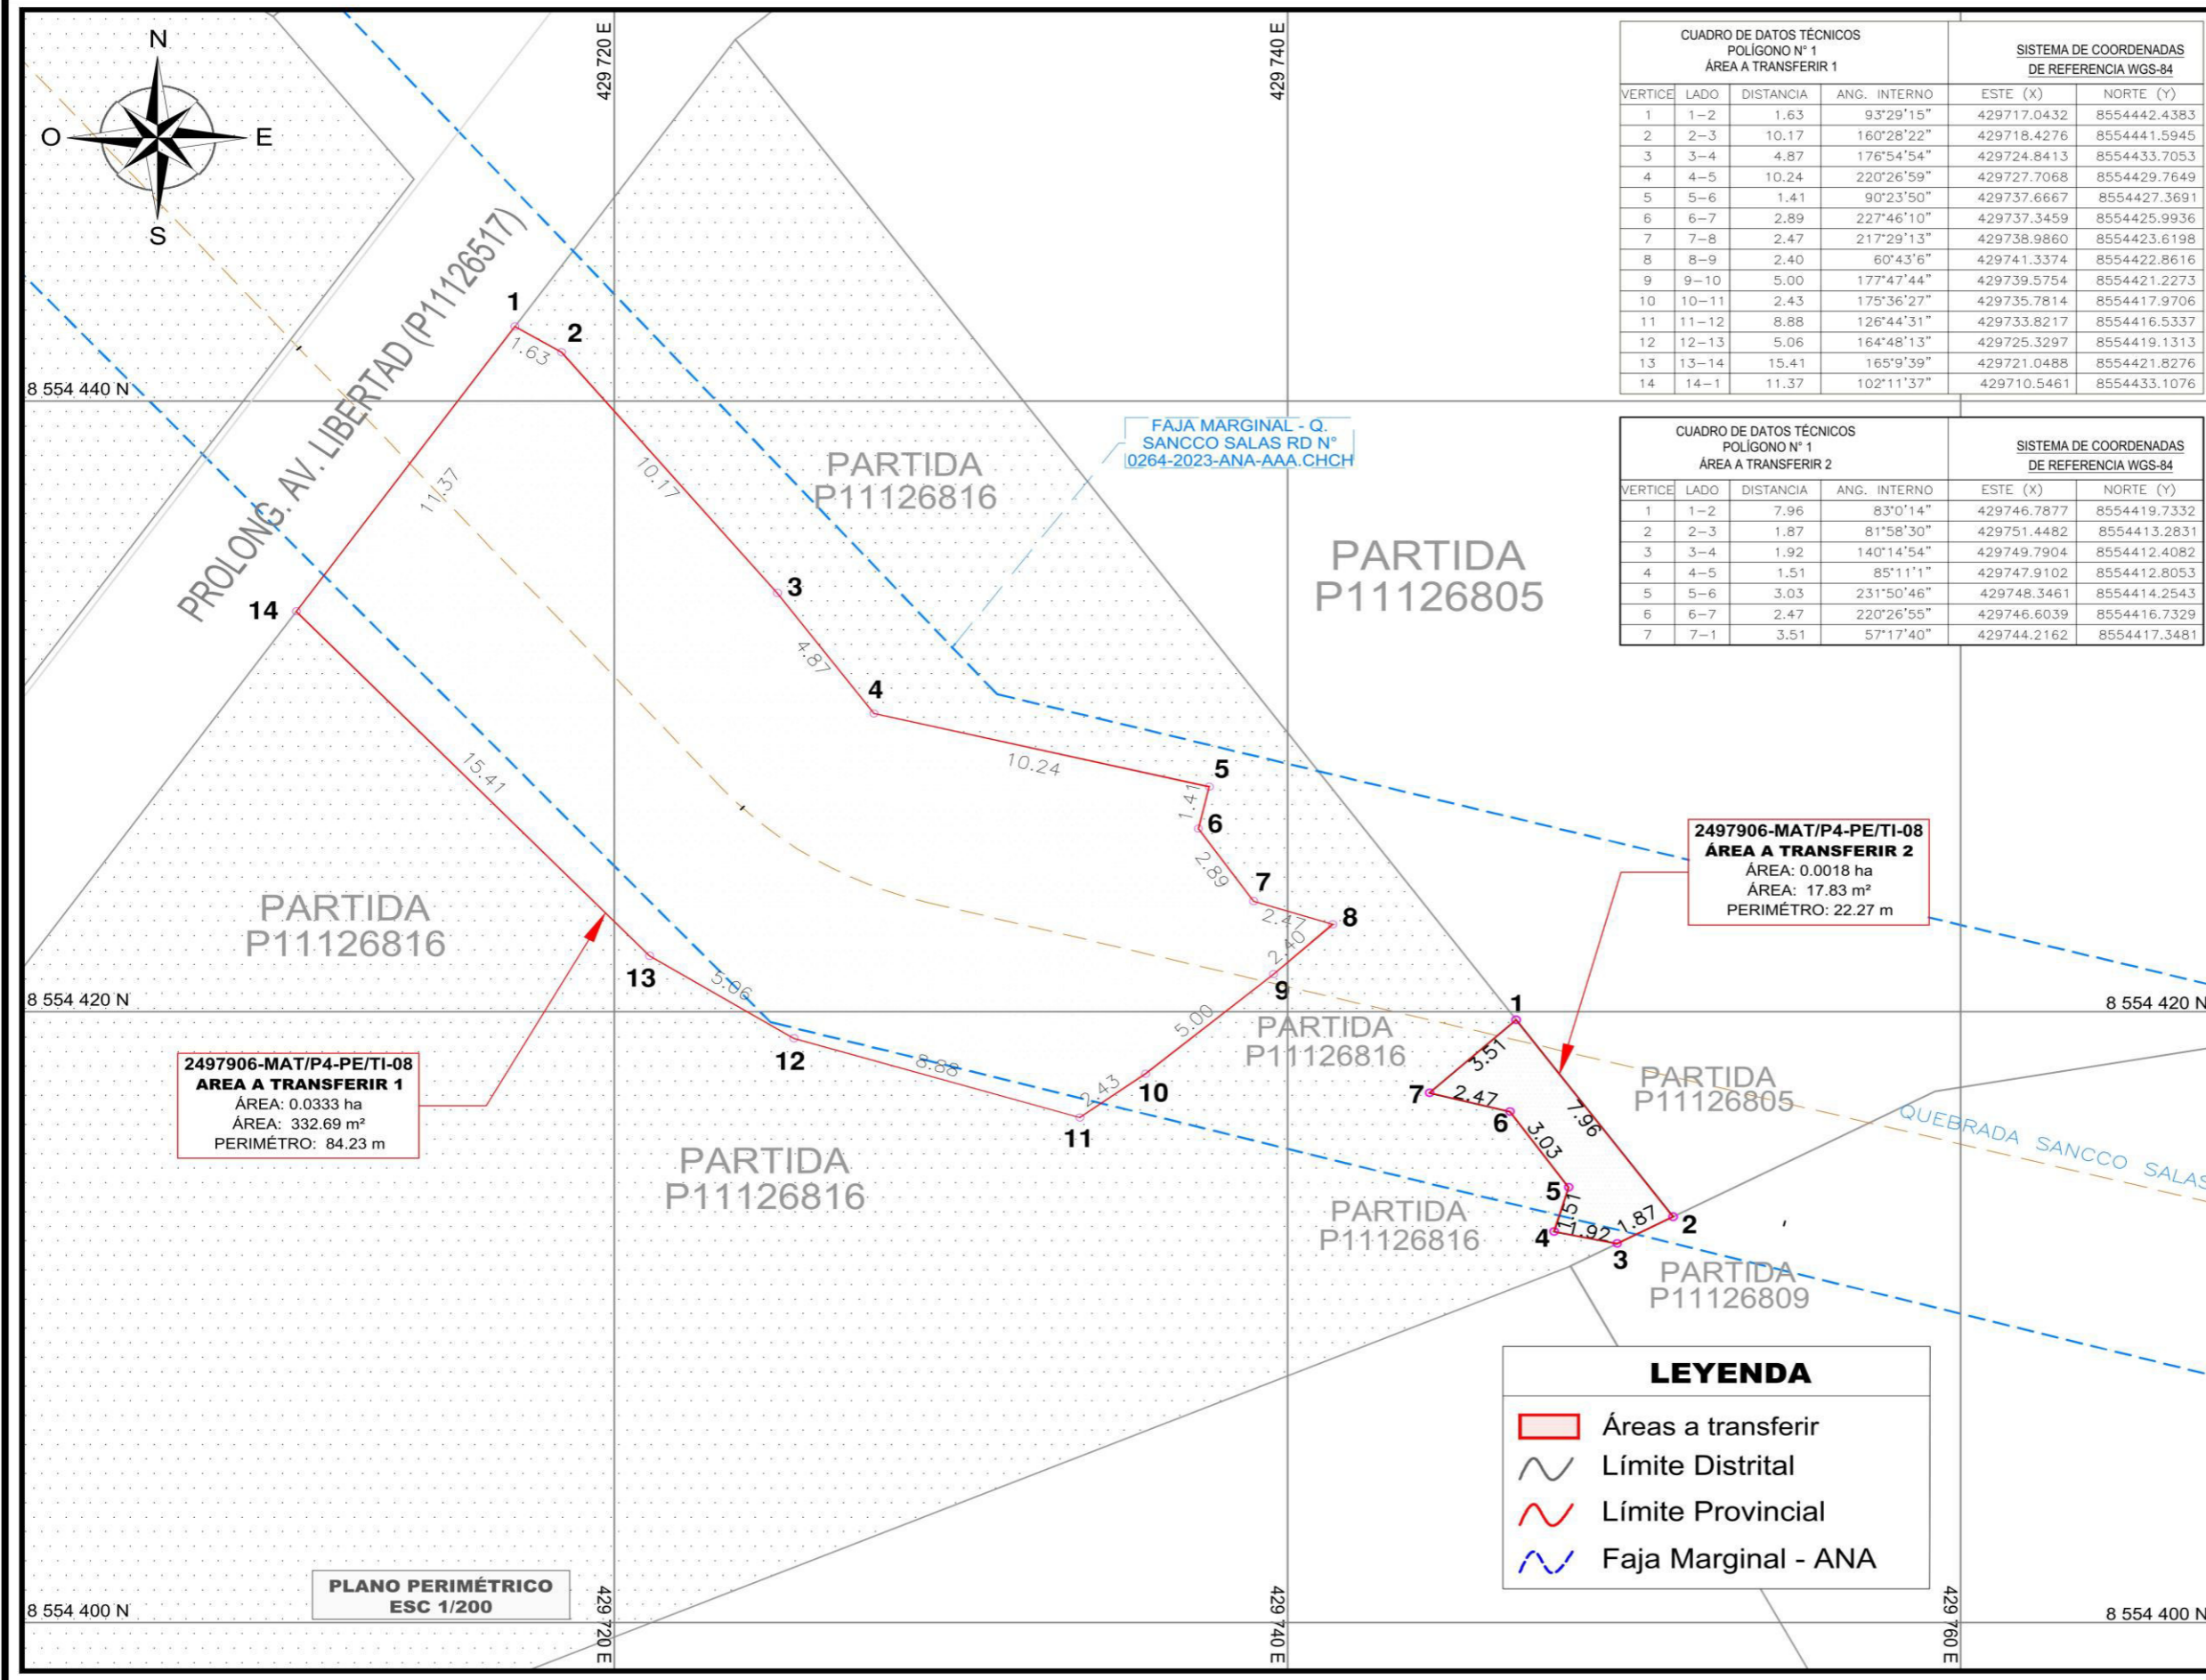 N
O
E
S
429 720 E
429 740 E
CUADRO DE DATOS TÉCNICOS
POLÍGONO N° 1
ÁREA A TRANSFERIR 1
SISTEMA DE COORDENADAS
DE REFERENCIA WGS-84
VERTICE LADO DISTANCIA ANG. INTERNO ESTE (X) NORTE (Y)
1 1-2 1.63 93°29'15" 429717.0432 8554442.4383
2 2-3 10.17 160°28'22" 429718.4276 8554441.5945
3 3-4 4.87 176°54'54" 429724.8413 8554433.7053
4 4-5 10.24 220°26'59" 429727.7068 8554429.7649
5 5-6 1.41 90°23'50" 429737.6667 8554427.3691
6 6-7 2.89 227°46'10" 429737.3459 8554425.9936
7 7-8 2.47 217°29'13" 429738.9860 8554423.6198
8 8-9 2.40 60°43'6" 429741.3374 8554422.8616
9 9-10 5.00 177°47'44" 429739.5754 8554421.2273
10 10-11 2.43 175°36'27" 429735.7814 8554417.9706
11 11-12 8.88 126°44'31" 429733.8217 8554416.5337
12 12-13 5.06 164°48'13" 429725.3297 8554419.1313
13 13-14 15.41 165°9'39" 429721.0488 8554421.8276
14 14-1 11.37 102°11'37" 429710.5461 8554433.1076
CUADRO DE DATOS TÉCNICOS
POLÍGONO N° 1
ÁREA A TRANSFERIR 2
SISTEMA DE COORDENADAS
DE REFERENCIA WGS-84
VERTICE LADO DISTANCIA ANG. INTERNO ESTE (X) NORTE (Y)
1 1-2 7.96 83°0'14" 429746.7877 8554419.7332
2 2-3 1.87 81°58'30" 429751.4482 8554413.2831
3 3-4 1.92 140°14'54" 429749.7904 8554412.4082
4 4-5 1.51 85°11'1" 429747.9102 8554412.8053
5 5-6 3.03 231°50'46" 429748.3461 8554414.2543
6 6-7 2.47 220°26'55" 429746.6039 8554416.7329
7 7-1 3.51 57°17'40" 429744.2162 8554417.3481
PROLONG. AV. LIBERTAD (P11126517)
8 554 440 N
1
2
1.63
11.37
10.17
PARTIDA
P11126816
FAJA MARGINAL - Q.
SANCCO SALAS RD N°
0264-2023-ANA-AAA.CHCH
PARTIDA
P11126805
3
14
4.87
4
15.41
10.24
5
1.41
6
2.89
7
2.47
8
2.40
9
2497906-MAT/P4-PE/TI-08
ÁREA A TRANSFERIR 2
ÁREA: 0.0018 ha
ÁREA: 17.83 m²
PERIMÉTRO: 22.27 m
PARTIDA
P11126816
13
5.06
8 554 420 N
8 554 420 N
12
8.88
5.00
10
2.43
11
PARTIDA
P11126816
2497906-MAT/P4-PE/TI-08
AREA A TRANSFERIR 1
ÁREA: 0.0333 ha
ÁREA: 332.69 m²
PERIMÉTRO: 84.23 m
1
3.51
7
2.47
6
7.96
3.03
5
1.51
4
1.92
1.87
2
3
PARTIDA
P11126805
QUEBRADA SANCCO SALAS
PARTIDA
P11126816
PARTIDA
P11126816
PARTIDA
P11126809
LEYENDA
Áreas a transferir
Límite Distrital
Límite Provincial
Faja Marginal - ANA
PLANO PERIMÉTRICO
ESC 1/200
8 554 400 N
429 720 E
429 740 E
429 760 E
8 554 400 N